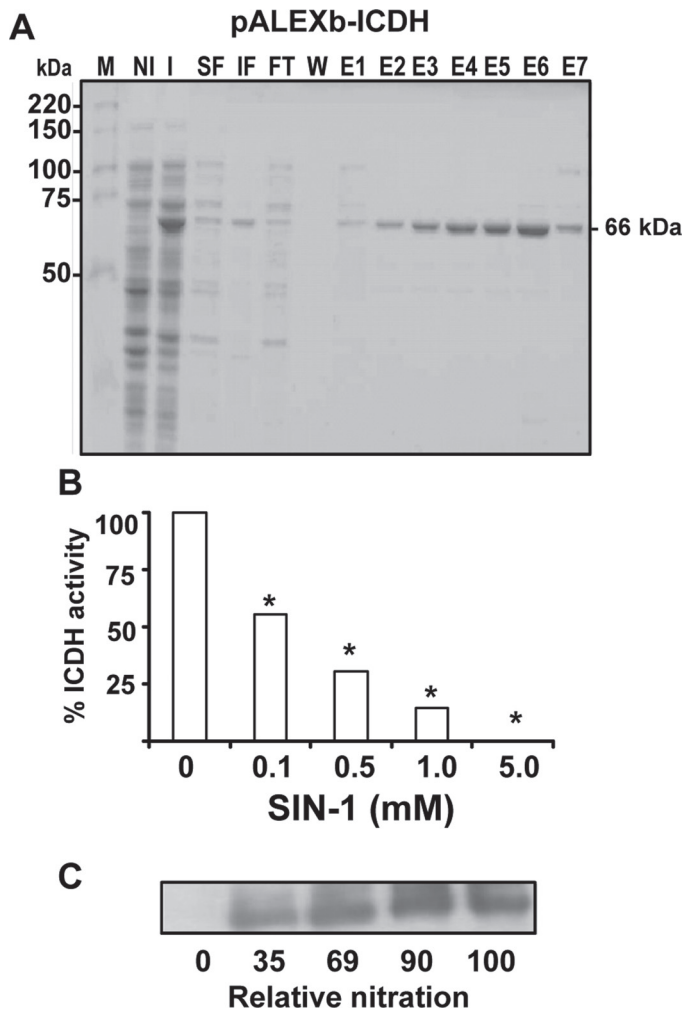 A
pALEXb-ICDH
kDa M NI I SF IF FT W E1 E2 E3 E4 E5 E6 E7
220
150
100
75
66 kDa
50
B
% ICDH activity
100
75
50
25
* * * *
0 0.1 0.5 1.0 5.0
SIN-1 (mM)
C
0 35 69 90 100
Relative nitration